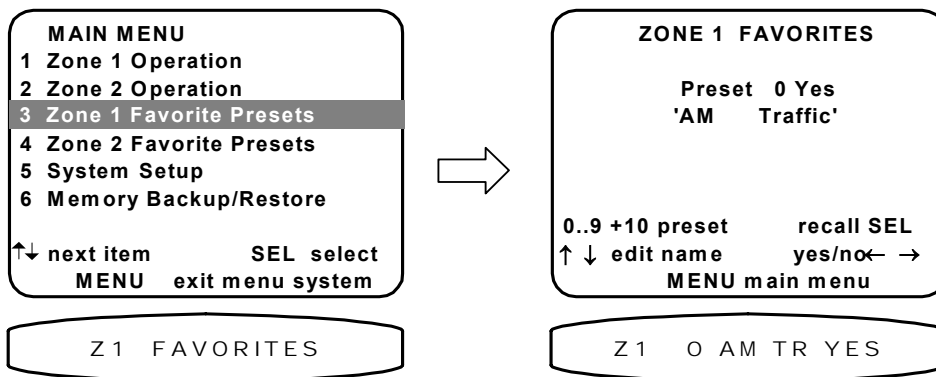 MAIN MENU
1 Zone 1 Operation
2 Zone 2 Operation
3 Zone 1 Favorite Presets
4 Zone 2 Favorite Presets
5 System Setup
6 Memory Backup/Restore
↑↓ next item SEL select
MENU exit menu system
Z1 FAVORITES
ZONE 1 FAVORITES
Preset 0 Yes
'AM Traffic'
0..9 +10 preset recall SEL
↑ ↓ edit name yes/no← →
MENU main menu
Z1 0 AM TR YES